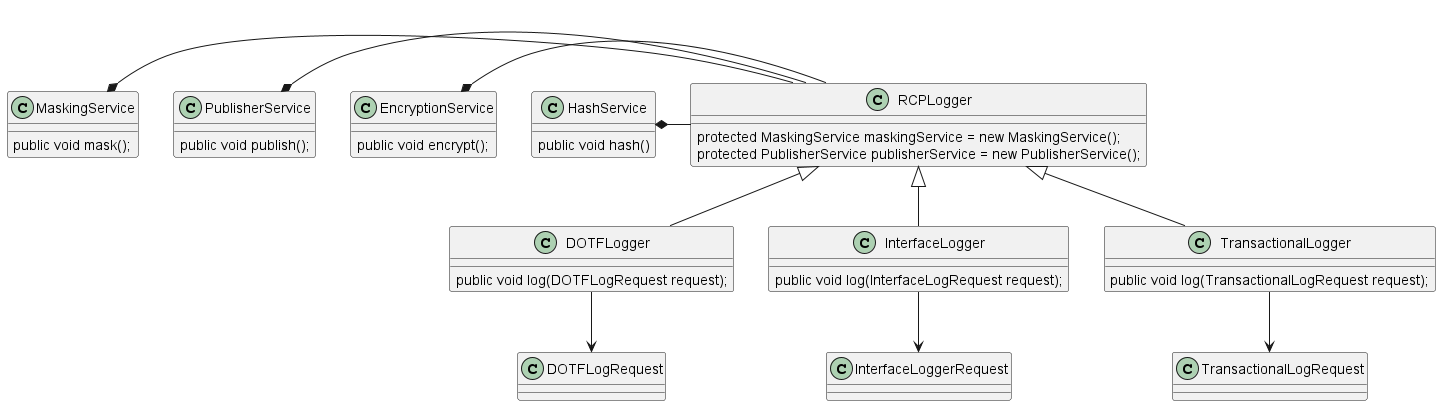 C MaskingService
public void mask();
C PublisherService
public void publish();
C EncryptionService
public void encrypt();
C HashService
public void hash()
C RCPLogger
protected MaskingService maskingService = new MaskingService();
protected PublisherService publisherService = new PublisherService();
C DOTFLogger
public void log(DOTFLogRequest request);
C InterfaceLogger
public void log(InterfaceLogRequest request);
C TransactionalLogger
public void log(TransactionalLogRequest request);
C DOTFLogRequest
C InterfaceLoggerRequest
C TransactionalLogRequest